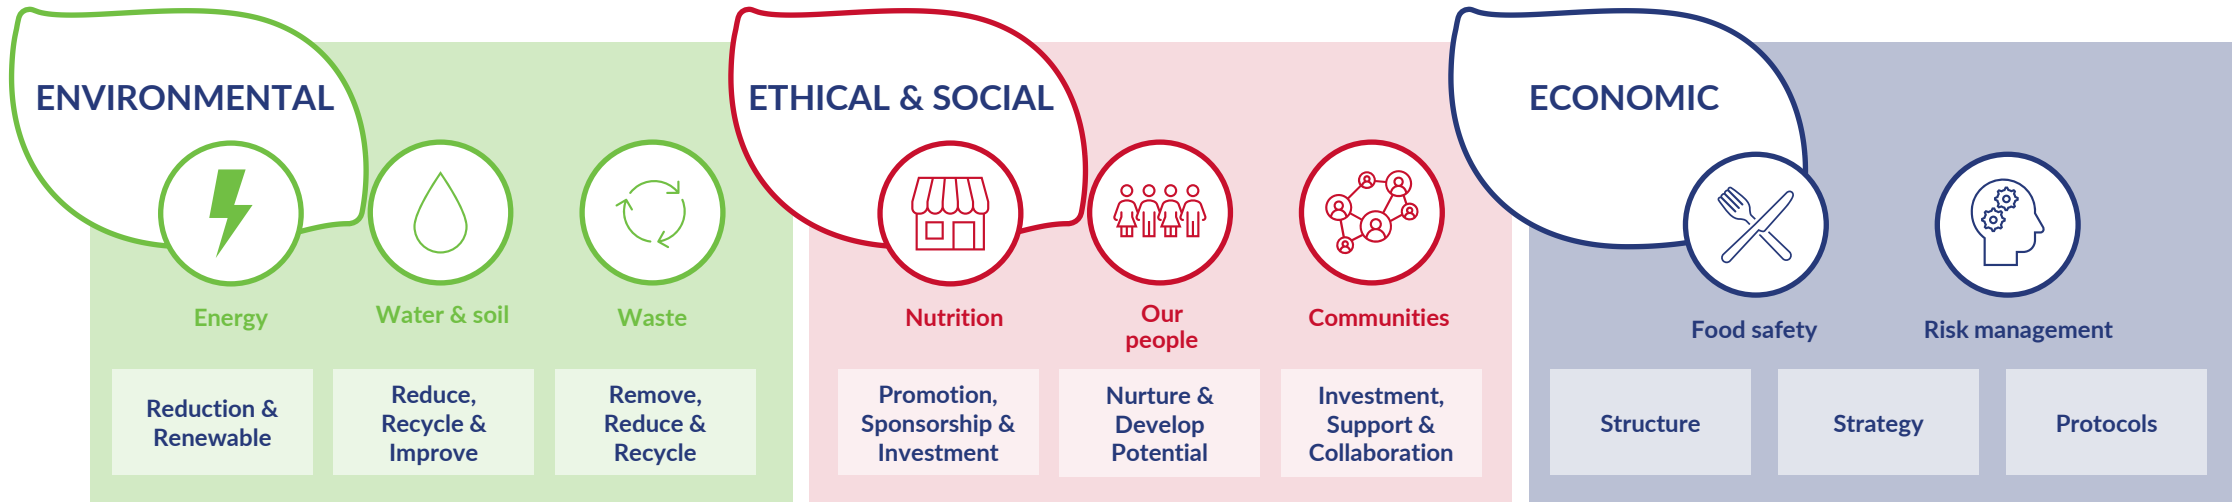 ENVIRONMENTAL
Energy
Water & soil
Waste
Reduction &
Renewable
Reduce,
Recycle &
Improve
Remove,
Reduce &
Recycle
ETHICAL & SOCIAL
Nutrition
Our
people
Communities
Promotion,
Sponsorship &
Investment
Nurture &
Develop
Potential
Investment,
Support &
Collaboration
ECONOMIC
Food safety
Risk management
Structure
Strategy
Protocols